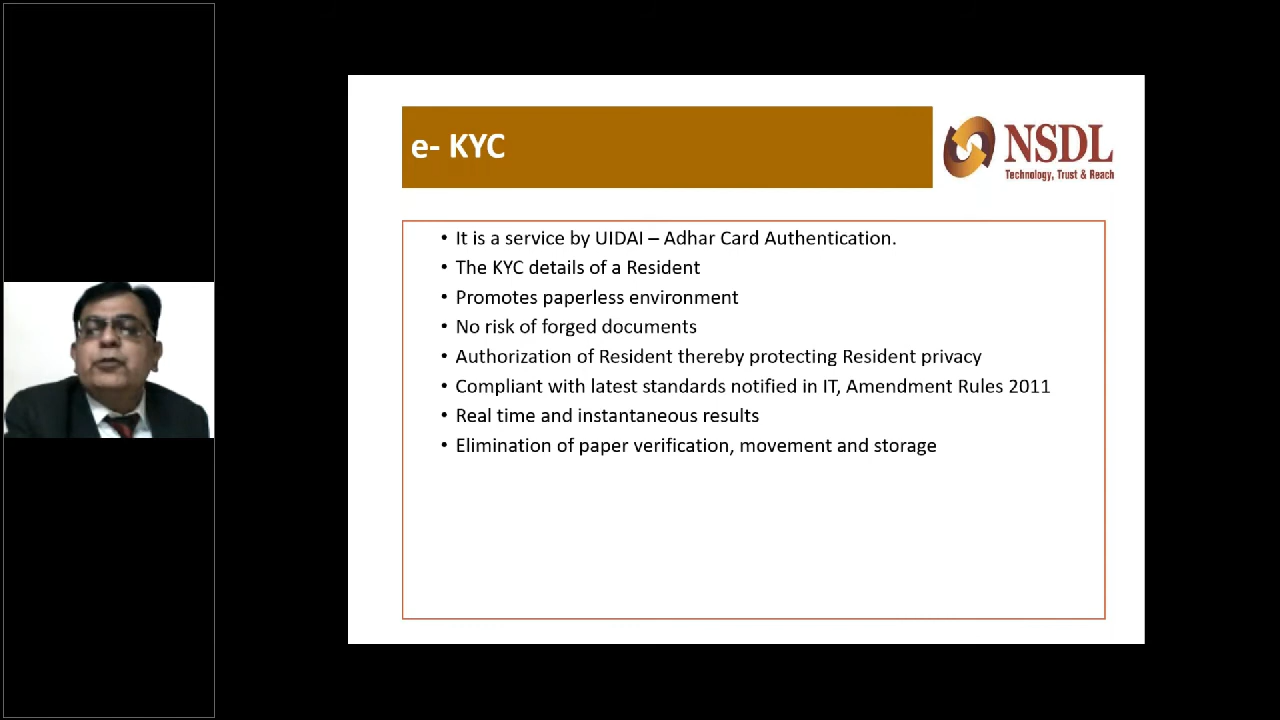 e- KYC
NSDL
Technology, Trust & Reach
• It is a service by UIDAI – Adhar Card Authentication.
• The KYC details of a Resident
• Promotes paperless environment
• No risk of forged documents
• Authorization of Resident thereby protecting Resident privacy
• Compliant with latest standards notified in IT, Amendment Rules 2011
• Real time and instantaneous results
• Elimination of paper verification, movement and storage